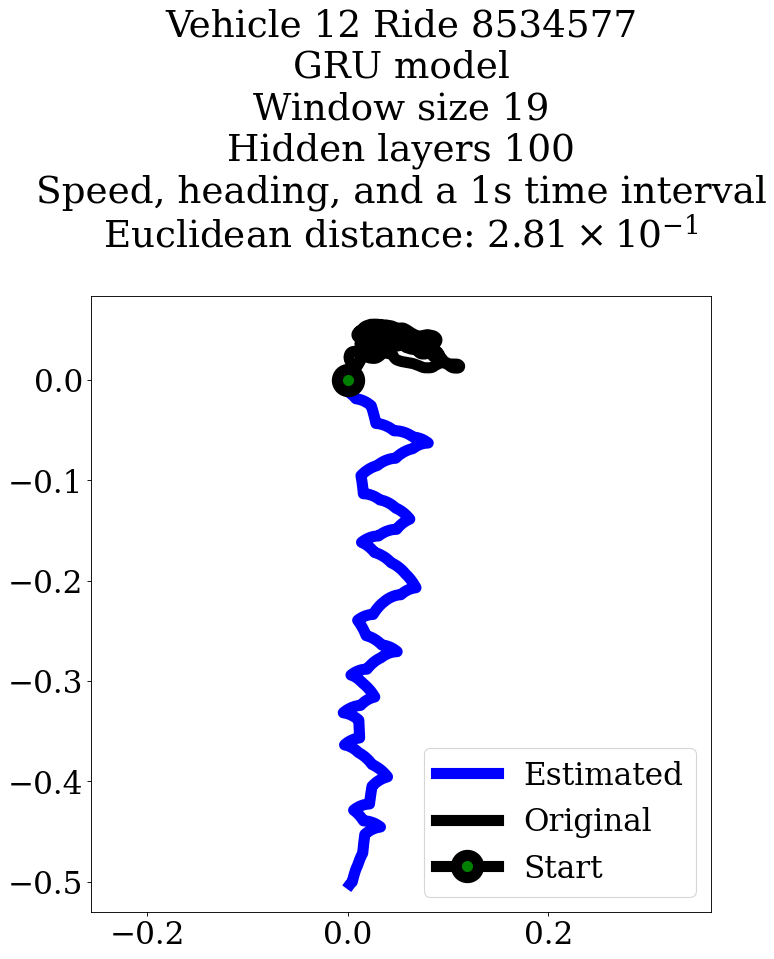 Vehicle 12 Ride 8534577
GRU model
Window size 19
Hidden layers 100
Speed, heading, and a 1s time interval
Euclidean distance: 2.81 × 10⁻¹
0.0
−0.1
−0.2
−0.3
−0.4
−0.5
−0.2
0.0
0.2
Estimated
Original
Start